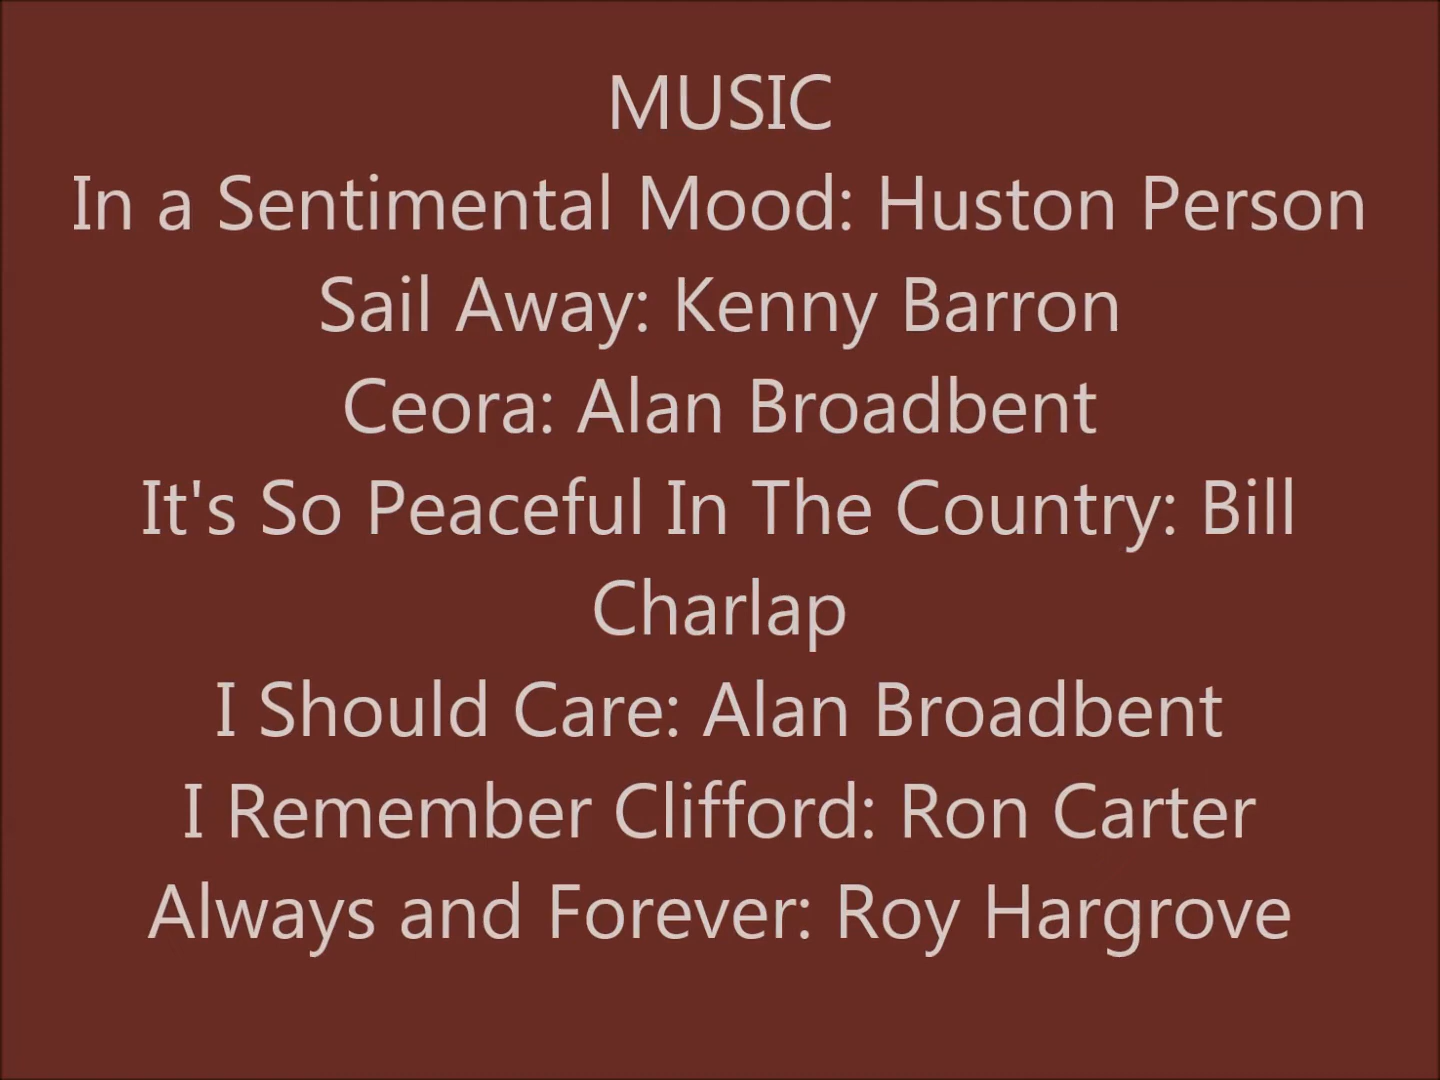 MUSIC
In a Sentimental Mood: Huston Person
Sail Away: Kenny Barron
Ceora: Alan Broadbent
It's So Peaceful In The Country: Bill
Charlap
I Should Care: Alan Broadbent
I Remember Clifford: Ron Carter
Always and Forever: Roy Hargrove